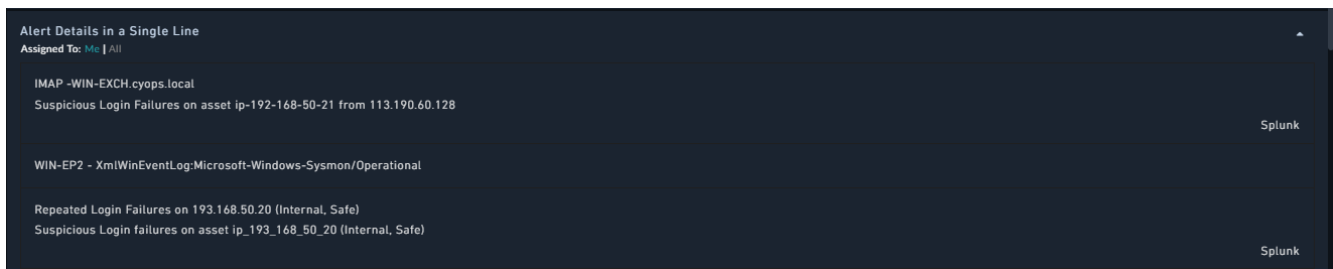 Alert Details in a Single Line
Assigned To: Me | All
IMAP -WIN-EXCH.cyops.local
Suspicious Login Failures on asset ip-192-168-50-21 from 113.190.60.128
Splunk
WIN-EP2 - XmlWinEventLog:Microsoft-Windows-Sysmon/Operational
Repeated Login Failures on 193.168.50.20 (Internal, Safe)
Suspicious Login failures on asset ip_193_168_50_20 (Internal, Safe)
Splunk